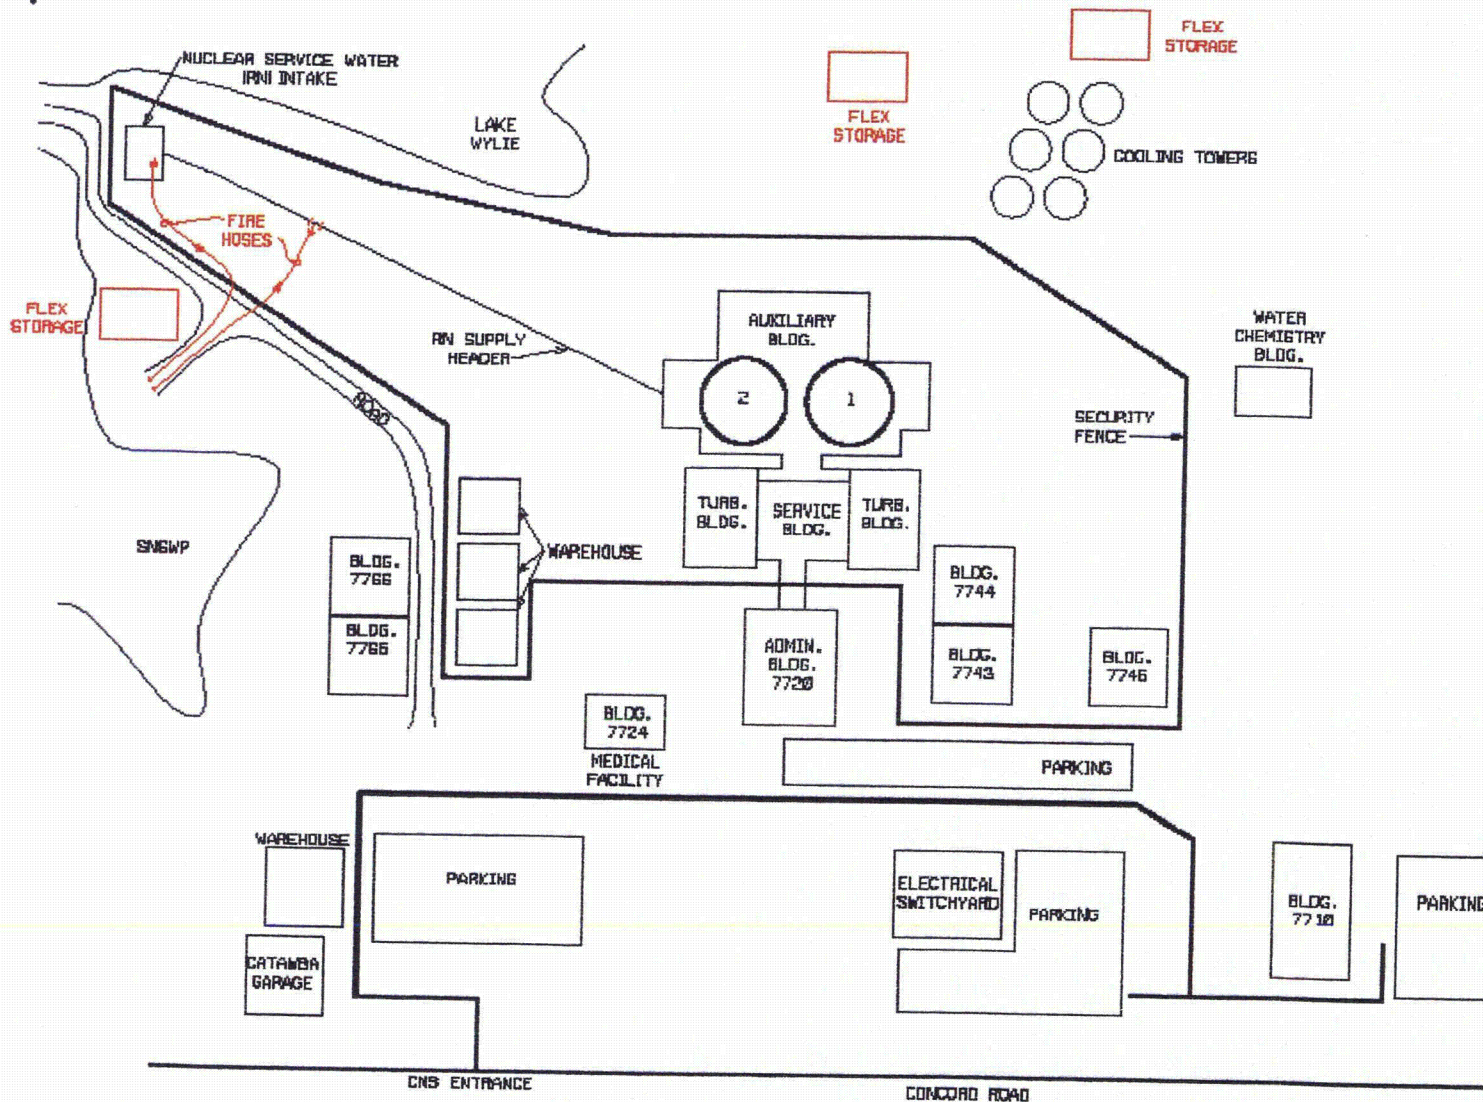 FLEX
STORAGE
NUCLEAR SERVICE WATER
(RN) INTAKE
LAKE
WYLIE
FLEX
STORAGE
COOLING TOWERS
FIRE
HOSES
FLEX
STORAGE
RN SUPPLY
HEADER
AUXILIARY
BLDG.
WATER
CHEMISTRY
BLDG.
2
1
ROAD
SECURITY
FENCE
TURB.
BLDG.
SERVICE
BLDG.
TURB.
BLDG.
SNSWP
WAREHOUSE
BLDG.
7766
BLDG.
7765
BLDG.
7744
BLDG.
7743
BLDG.
7745
ADMIN.
BLDG.
7720
BLDG.
7724
MEDICAL
FACILITY
PARKING
WAREHOUSE
PARKING
ELECTRICAL
SWITCHYARD
PARKING
BLDG.
7710
PARKING
CATAWBA
GARAGE
CNS ENTRANCE
CONCORD ROAD